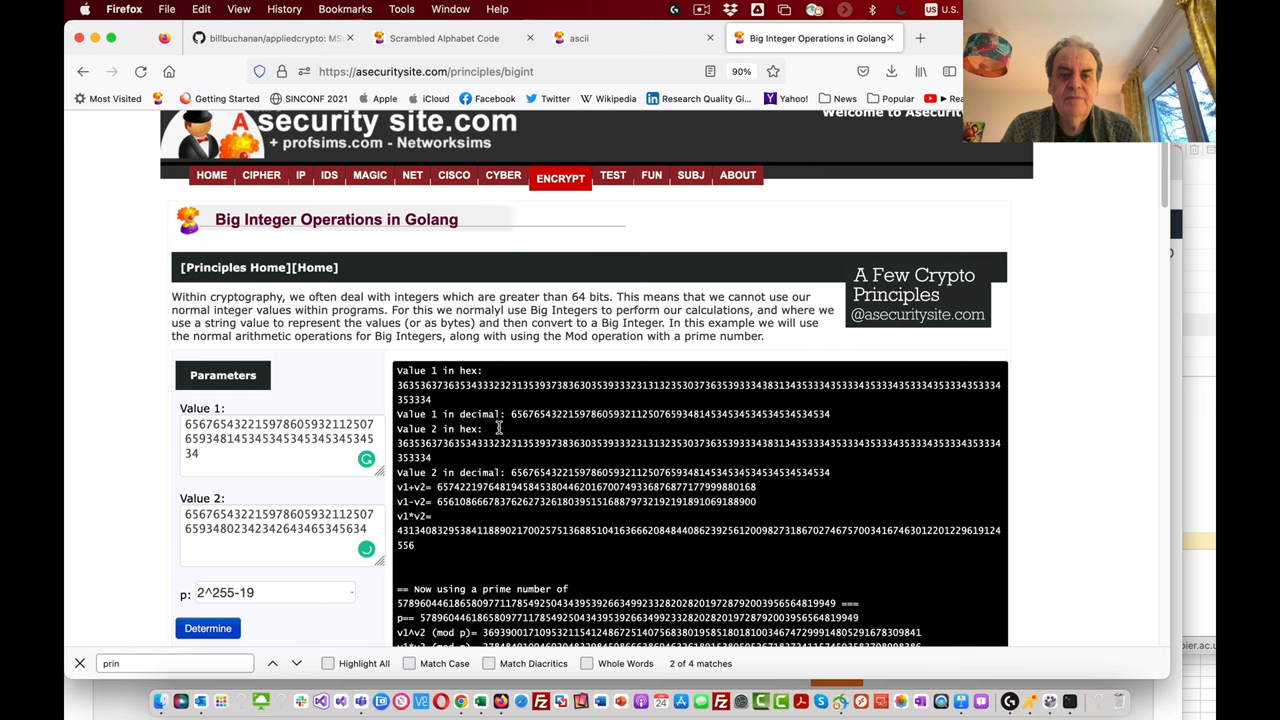 Firefox File Edit View History Bookmarks Tools Window Help
U.S.
billbuchanan/appliedcrypto: MS
Scrambled Alphabet Code
ascii
Big Integer Operations in Golang
https://asecuritysite.com/principles/bigint
90%
Most Visited
Getting Started
SINCONF 2021
Apple
iCloud
Facebook
Twitter
Wikipedia
Research Quality Gi...
Yahoo!
News
Popular
Asecurity site.com
+ profsims.com - Networksims
HOME CIPHER IP IDS MAGIC NET CISCO CYBER ENCRYPT TEST FUN SUBJ ABOUT
Big Integer Operations in Golang
[Principles Home][Home]
A Few Crypto
Principles
@asecuritysite.com
Within cryptography, we often deal with integers which are greater than 64 bits. This means that we cannot use our
normal integer values within programs. For this we normalyl use Big Integers to perform our calculations, and where we
use a string value to represent the values (or as bytes) and then convert to a Big Integer. In this example we will use
the normal arithmetic operations for Big Integers, along with using the Mod operation with a prime number.
Parameters
Value 1:
656765432215978605932112507
659348145345345345345345345
34
Value 2:
656765432215978605932112507
65934802342342643465345634
p: 2^255-19
Determine
Value 1 in hex:
353334
Value 1 in decimal:
Value 2 in hex:
353334
Value 2 in decimal:
v1+v2=
v1-v2=
v1*v2=
556
== Now using a prime number of
57896044618658097711785492504343953926634992332820282019728792003956564819949 ===
p== 57896044618658097711785492504343953926634992332820282019728792003956564819949
v1^v2 (mod p)=
prin
Highlight All
Match Case
Match Diacritics
Whole Words
2 of 4 matches